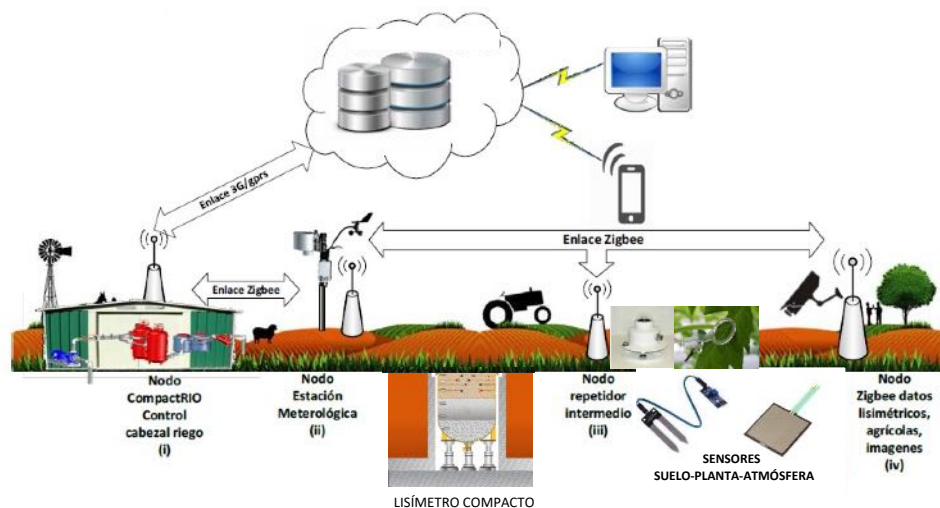 Enlace 3G/gprs
Enlace Zigbee
Enlace Zigbee
Nodo
CompactRIO
Control
cabezal riego
(i)
Nodo
Estación
Meterológica
(ii)
Nodo
repetidor
intermedio
(iii)
Nodo
Zigbee datos
lisimétricos,
agrícolas,
imagenes
(iv)
SENSORES
SUELO-PLANTA-ATMÓSFERA
LISÍMETRO COMPACTO